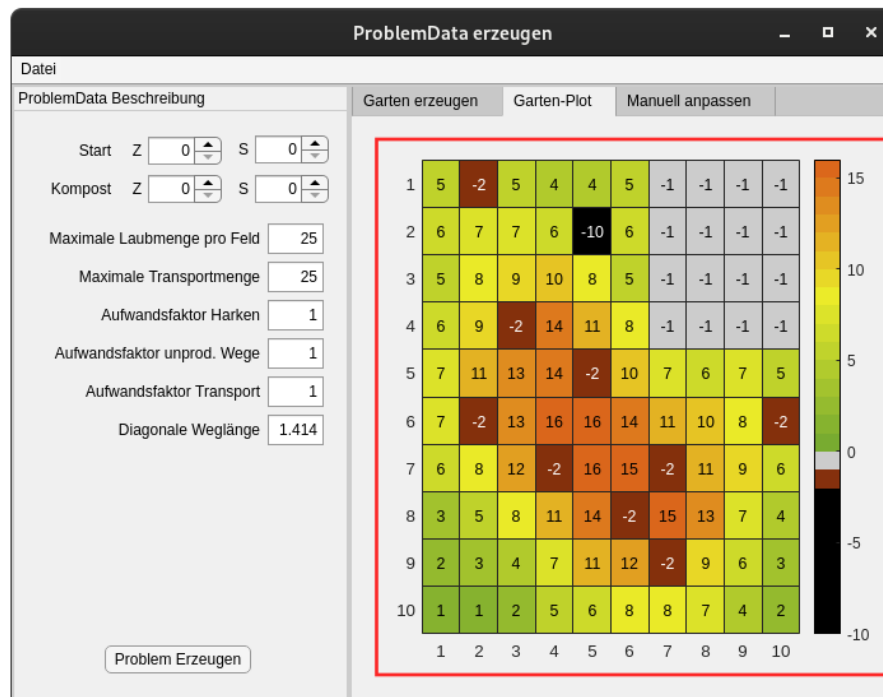 ProblemData erzeugen
Datei
ProblemData Beschreibung
Start Z 0 S 0
Kompost Z 0 S 0
Maximale Laubmenge pro Feld 25
Maximale Transportmenge 25
Aufwandsfaktor Harken 1
Aufwandsfaktor unprod. Wege 1
Aufwandsfaktor Transport 1
Diagonale Weglänge 1.414
Problem Erzeugen
Garten erzeugen Garten-Plot Manuell anpassen
1 5 -2 5 4 4 5 -1 -1 -1 -1
2 6 7 7 6 -10 6 -1 -1 -1 -1
3 5 8 9 10 8 5 -1 -1 -1 -1
4 6 9 -2 14 11 8 -1 -1 -1 -1
5 7 11 13 14 -2 10 7 6 7 5
6 7 -2 13 16 16 14 11 10 8 -2
7 6 8 12 -2 16 15 -2 11 9 6
8 3 5 8 11 14 -2 15 13 7 4
9 2 3 4 7 11 12 -2 9 6 3
10 1 1 2 5 6 8 8 7 4 2
1 2 3 4 5 6 7 8 9 10
15
10
5
0
-5
-10